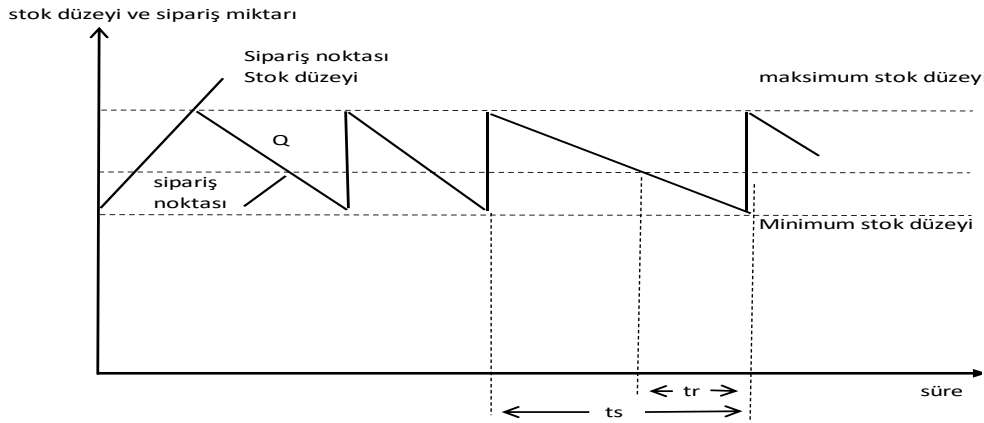 stok düzeyi ve sipariş miktarı
Sipariş noktası
Stok düzeyi
maksimum stok düzeyi
Q
sipariş
noktası
Minimum stok düzeyi
tr
süre
ts